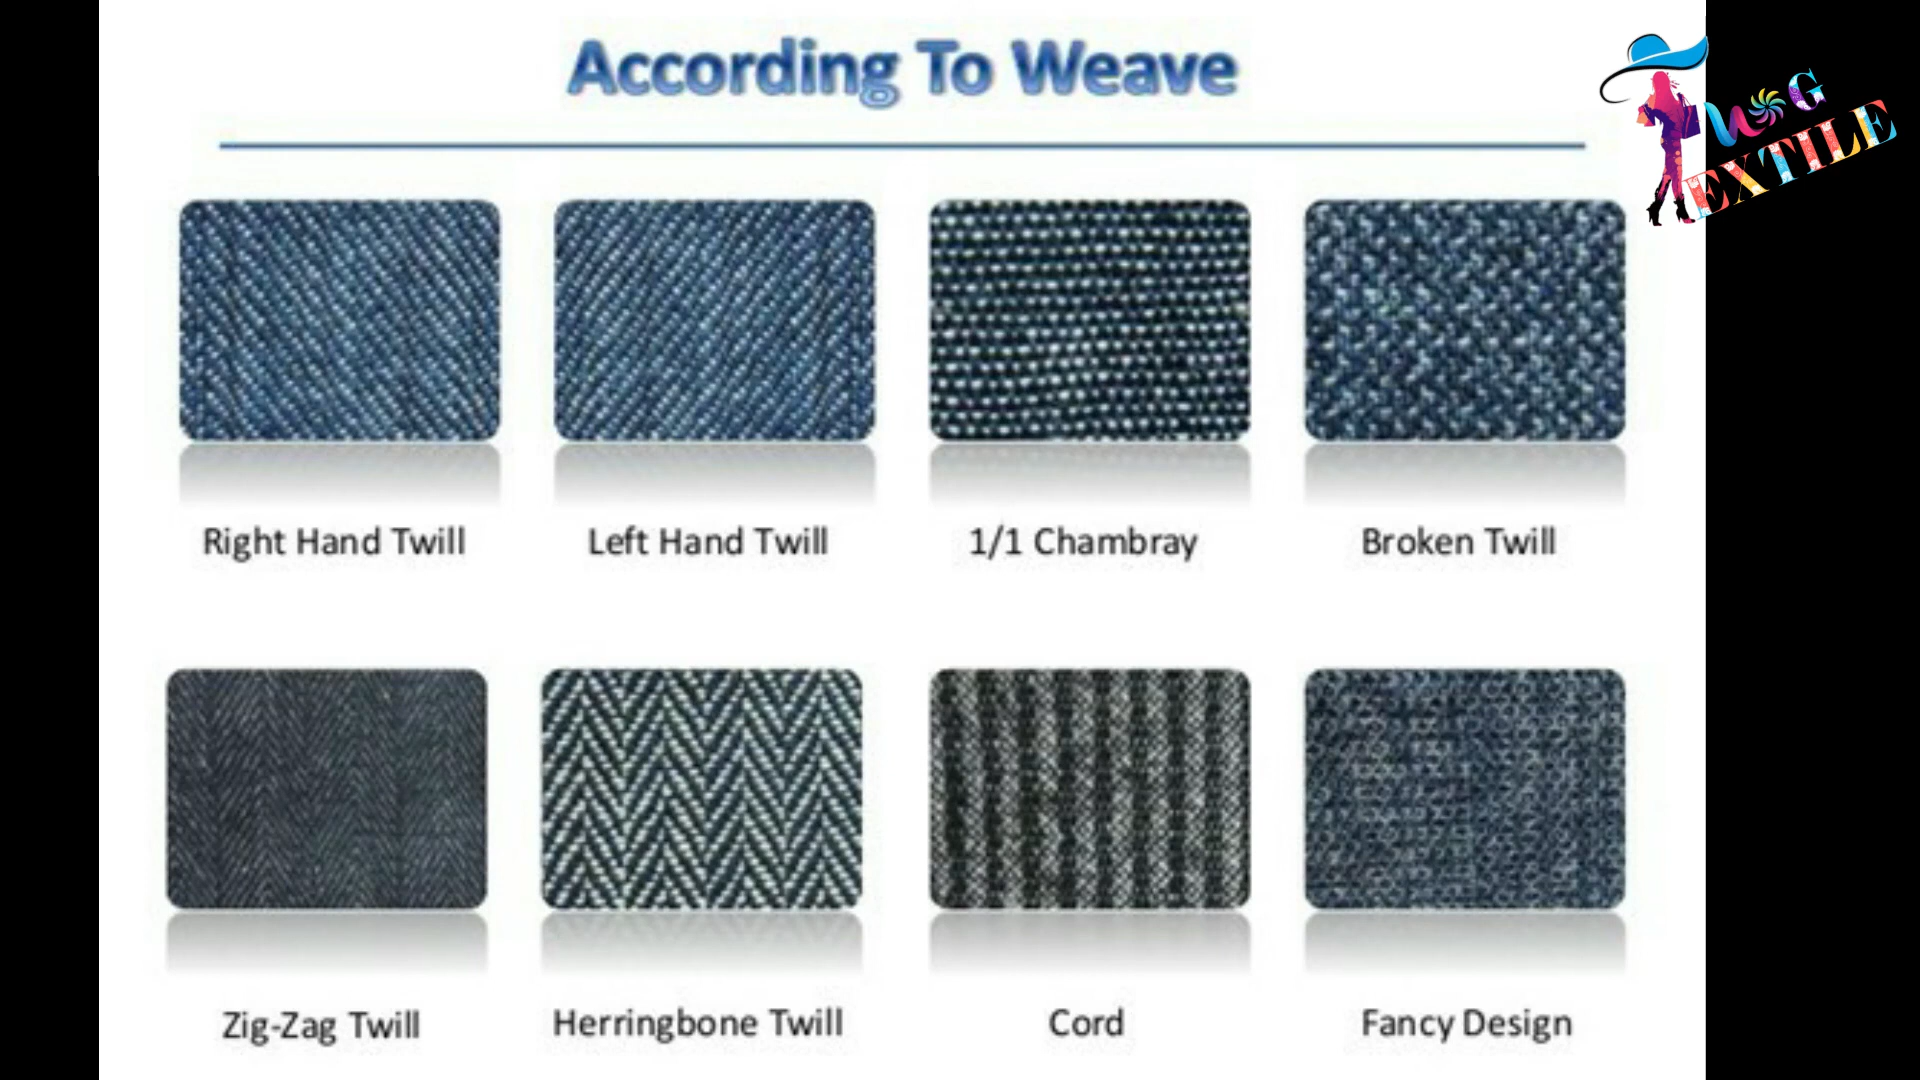 According To Weave
UOG
TEXTILE
Right Hand Twill
Left Hand Twill
1/1 Chambray
Broken Twill
Zig-Zag Twill
Herringbone Twill
Cord
Fancy Design